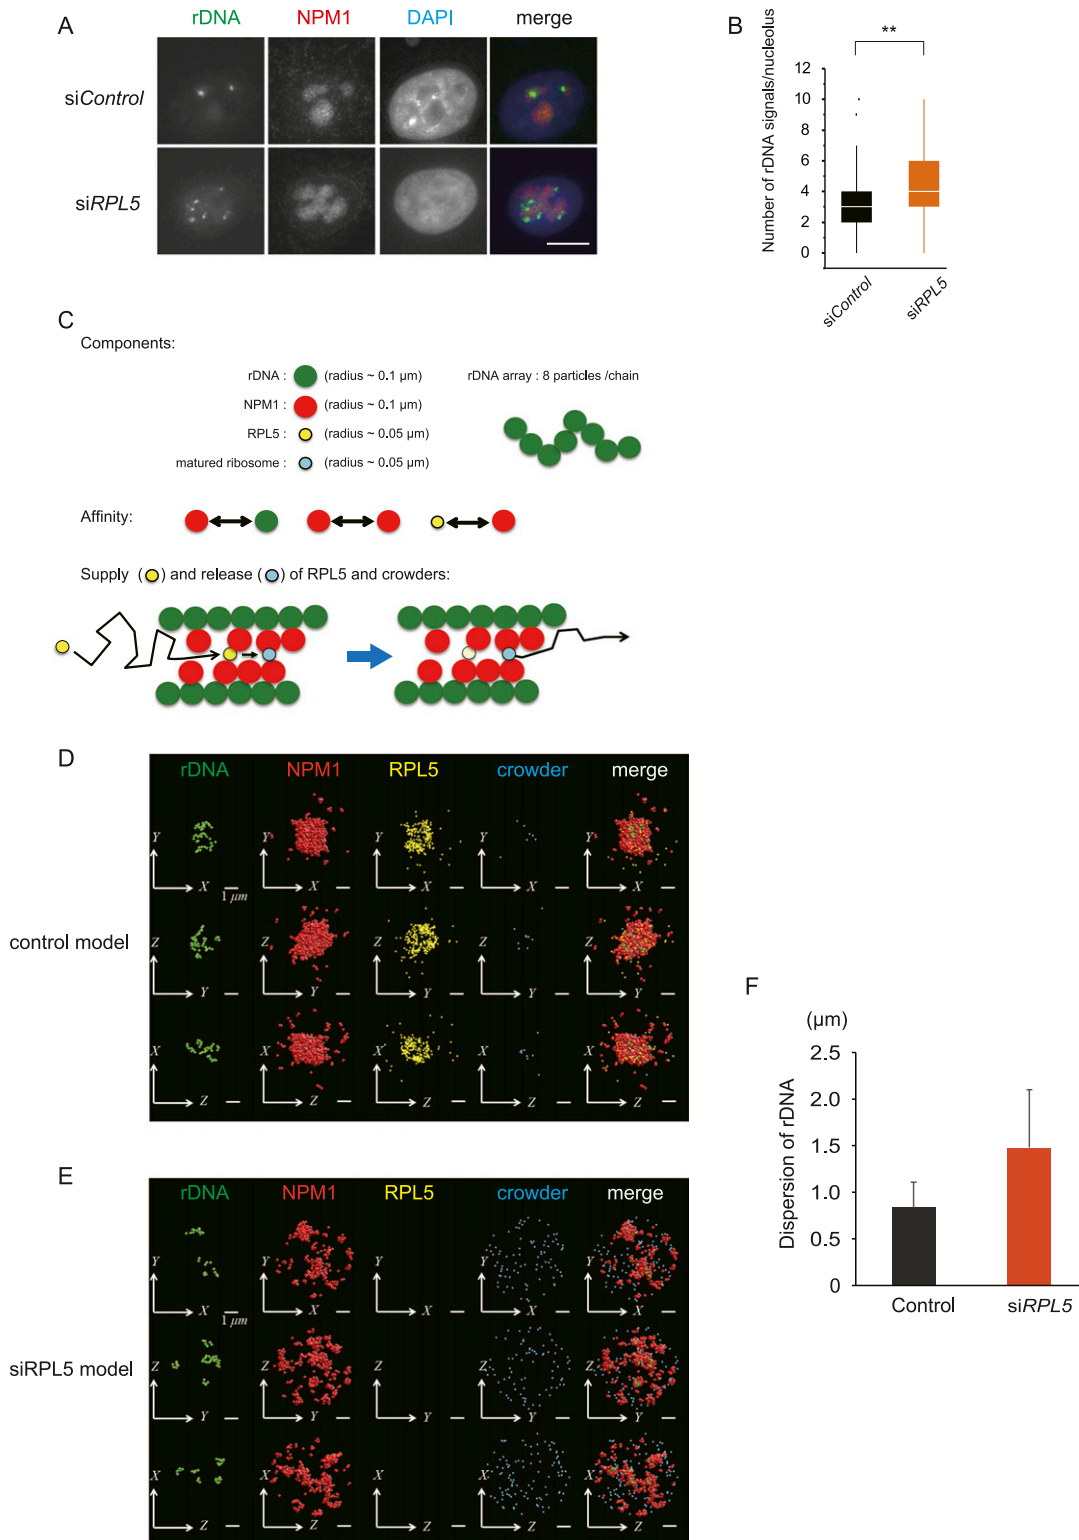 A
rDNA NPM1 DAPI merge
siControl
siRPL5
B
**
Number of rDNA signals/nucleolus
12
10
8
6
4
2
0
siControl
siRPL5
C
Components:
rDNA : (radius ~ 0.1 µm)
NPM1 : (radius ~ 0.1 µm)
RPL5 : (radius ~ 0.05 µm)
matured ribosome : (radius ~ 0.05 µm)
rDNA array : 8 particles /chain
Affinity:
Supply ( ) and release ( ) of RPL5 and crowders:
D
rDNA NPM1 RPL5 crowder merge
control model
Y Y Y Y Y
X X X X X
1 µm
Z Z Z Z Z
Y Y Y Y Y
X X X X X
Z Z Z Z Z
E
rDNA NPM1 RPL5 crowder merge
siRPL5 model
Y Y Y Y Y
X X X X X
1 µm
Z Z Z Z Z
Y Y Y Y Y
X X X X X
Z Z Z Z Z
F
(µm)
Dispersion of rDNA
2.5
2.0
1.5
1.0
0.5
0
Control siRPL5